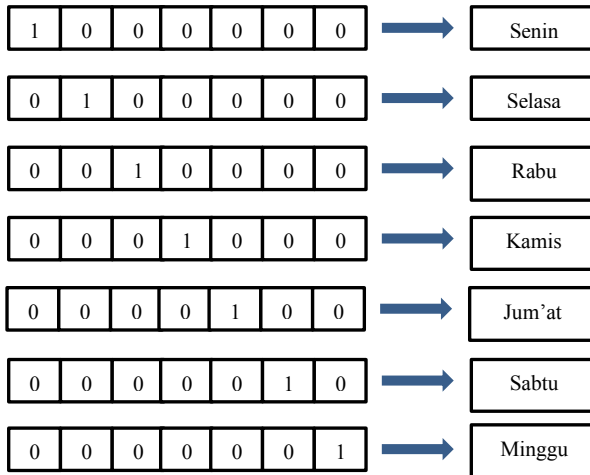 1 0 0 0 0 0 0 Senin
0 1 0 0 0 0 0 Selasa
0 0 1 0 0 0 0 Rabu
0 0 0 1 0 0 0 Kamis
0 0 0 0 1 0 0 Jum’at
0 0 0 0 0 1 0 Sabtu
0 0 0 0 0 0 1 Minggu